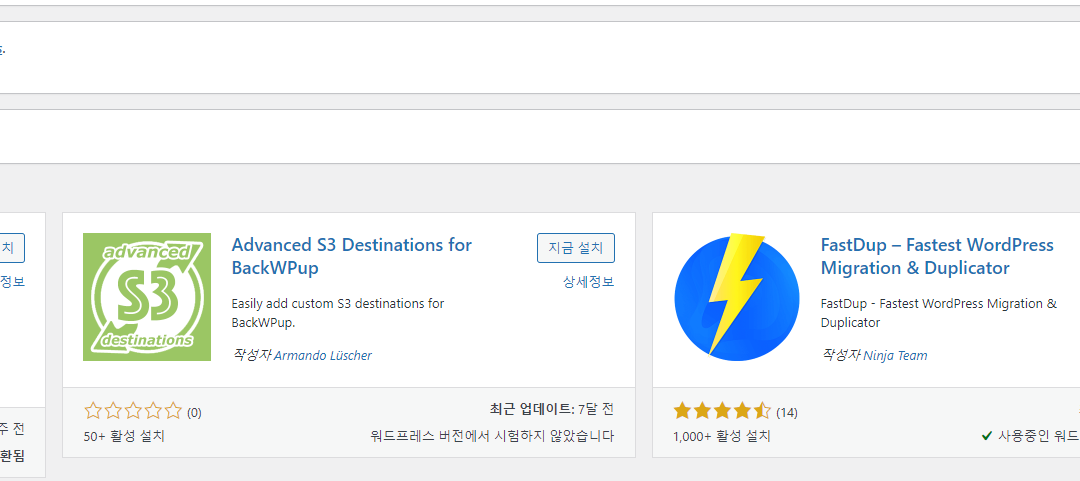 치
정보
advanced
S3
destinations
Advanced S3 Destinations for
BackWPup
지금 설치
상세정보
Easily add custom S3 destinations for
BackWPup.
작성자 Armando Lüscher
(0)
최근 업데이트: 7달 전
50+ 활성 설치
워드프레스 버전에서 시험하지 않았습니다
FastDup – Fastest WordPress
Migration & Duplicator
FastDup - Fastest WordPress Migration &
Duplicator
작성자 Ninja Team
(14)
1,000+ 활성 설치
사용중인 워드
주 전
환됨